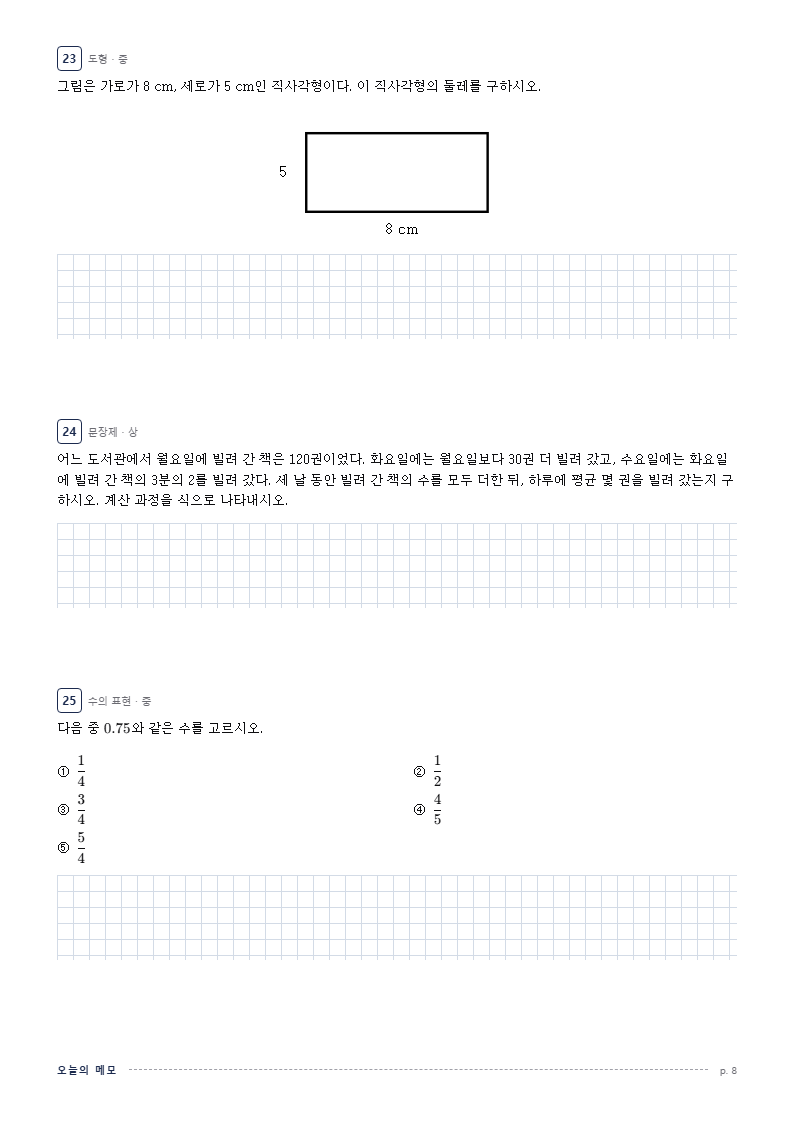 23 도형 · 중
그림은 가로가 8 cm, 세로가 5 cm인 직사각형이다. 이 직사각형의 둘레를 구하시오.
5
8 cm
24 문장제 · 상
어느 도서관에서 월요일에 빌려 간 책은 120권이었다. 화요일에는 월요일보다 30권 더 빌려 갔고, 수요일에는 화요일
에 빌려 간 책의 3분의 2를 빌려 갔다. 세 날 동안 빌려 간 책의 수를 모두 더한 뒤, 하루에 평균 몇 권을 빌려 갔는지 구
하시오. 계산 과정을 식으로 나타내시오.
25 수의 표현 · 중
다음 중 0.75와 같은 수를 고르시오.
① 1/4 ② 1/2
③ 3/4 ④ 4/5
⑤ 5/4
오늘의 메모 p. 8